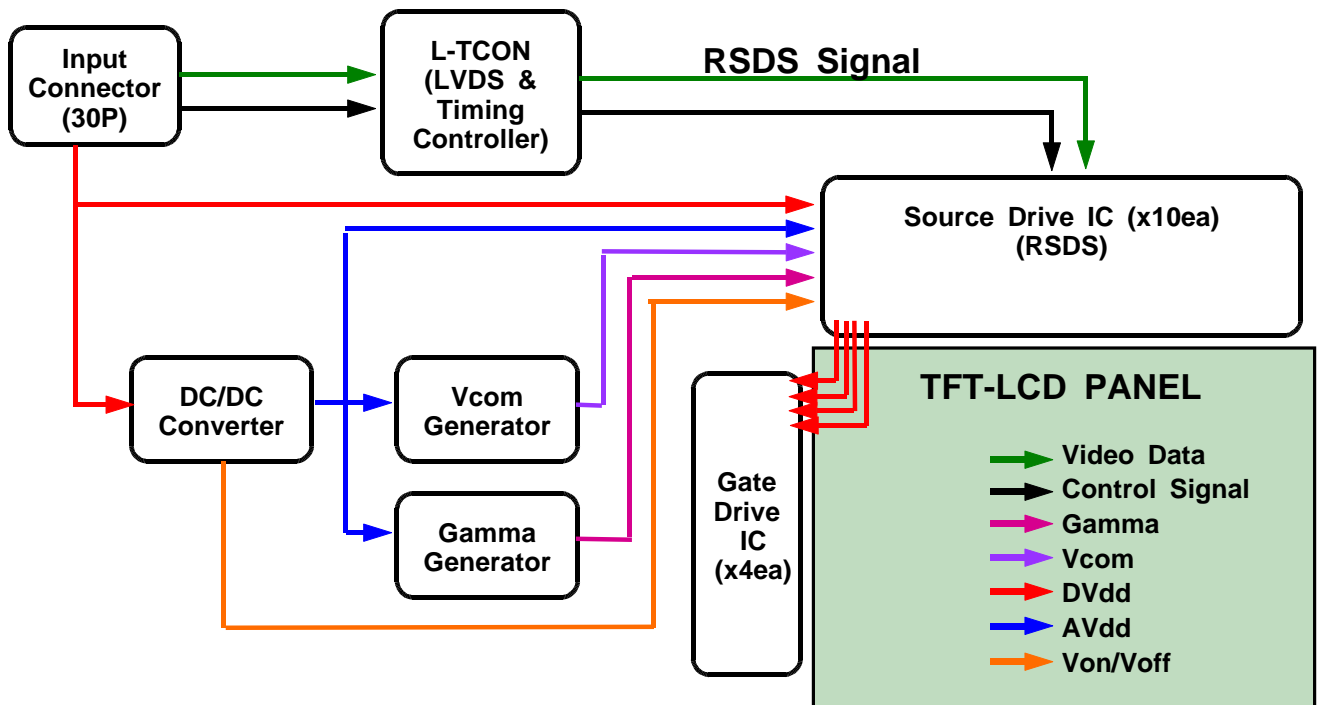 Input
Connector
(30P)
L-TCON
(LVDS &
Timing
Controller)
RSDS Signal
Source Drive IC (x10ea)
(RSDS)
DC/DC
Converter
Vcom
Generator
Gamma
Generator
Gate
Drive
IC
(x4ea)
TFT-LCD PANEL
Video Data
Control Signal
Gamma
Vcom
DVdd
AVdd
Von/Voff